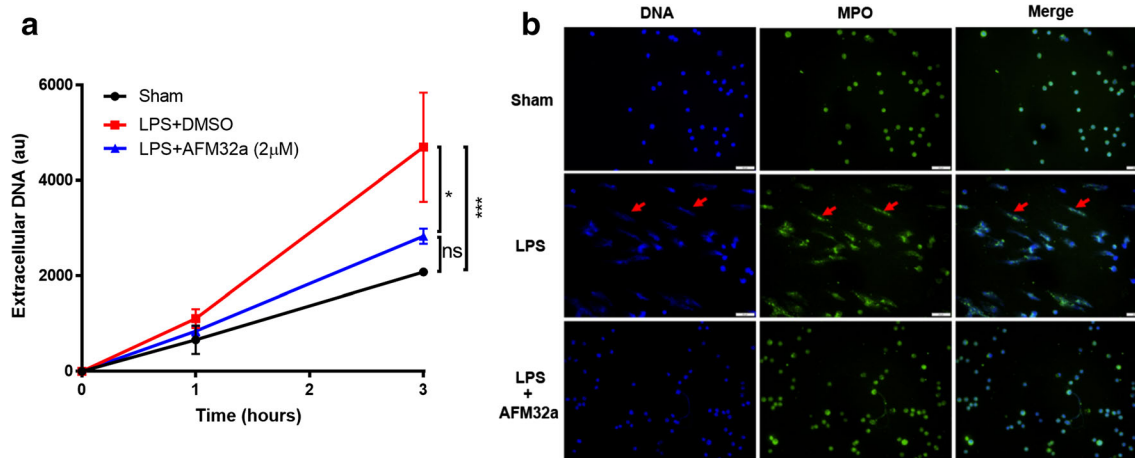 a
Extracellular DNA (au)
6000
4000
2000
0
Sham
LPS+DMSO
LPS+AFM32a (2μM)
*
***
ns
0
1
2
3
Time (hours)
b
DNA
MPO
Merge
Sham
LPS
LPS
+
AFM32a